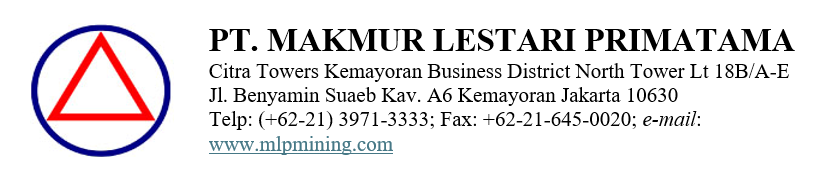 PT. MAKMUR LESTARI PRIMATAMA
Citra Towers Kemayoran Business District North Tower Lt 18B/A-E
Jl. Benyamin Suaeb Kav. A6 Kemayoran Jakarta 10630
Telp: (+62-21) 3971-3333; Fax: +62-21-645-0020; e-mail:
www.mlpmining.com